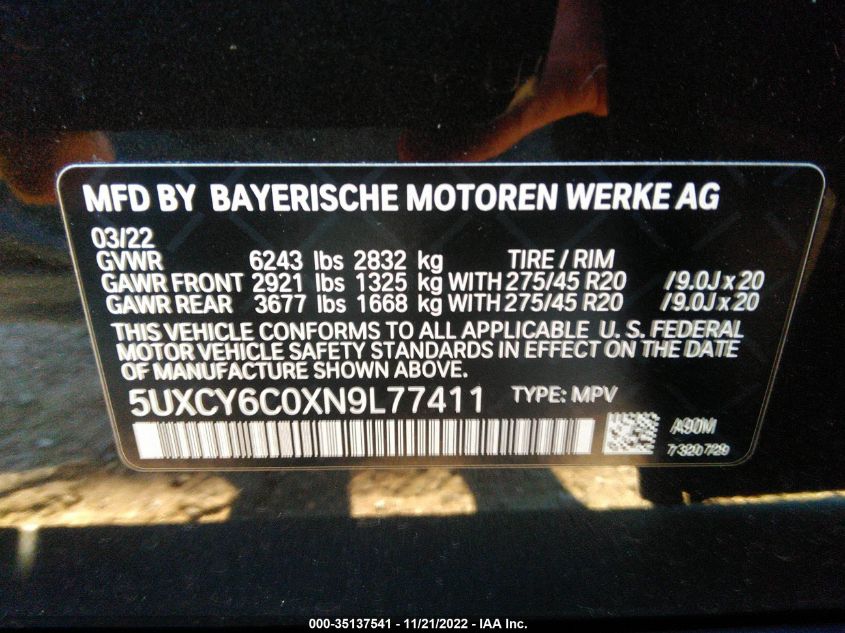 MFD BY BAYERISCHE MOTOREN WERKE AG
03/22
GVWR 6243 lbs 2832 kg TIRE / RIM
GAWR FRONT 2921 lbs 1325 kg WITH 275/45 R20 / 9.0J x 20
GAWR REAR 3677 lbs 1668 kg WITH 275/45 R20 / 9.0J x 20
THIS VEHICLE CONFORMS TO ALL APPLICABLE U. S. FEDERAL
MOTOR VEHICLE SAFETY STANDARDS IN EFFECT ON THE DATE
OF MANUFACTURE SHOWN ABOVE.
5UXCY6C0XN9L77411 TYPE: MPV
A90M
7320729
000-35137541 - 11/21/2022 - IAA Inc.